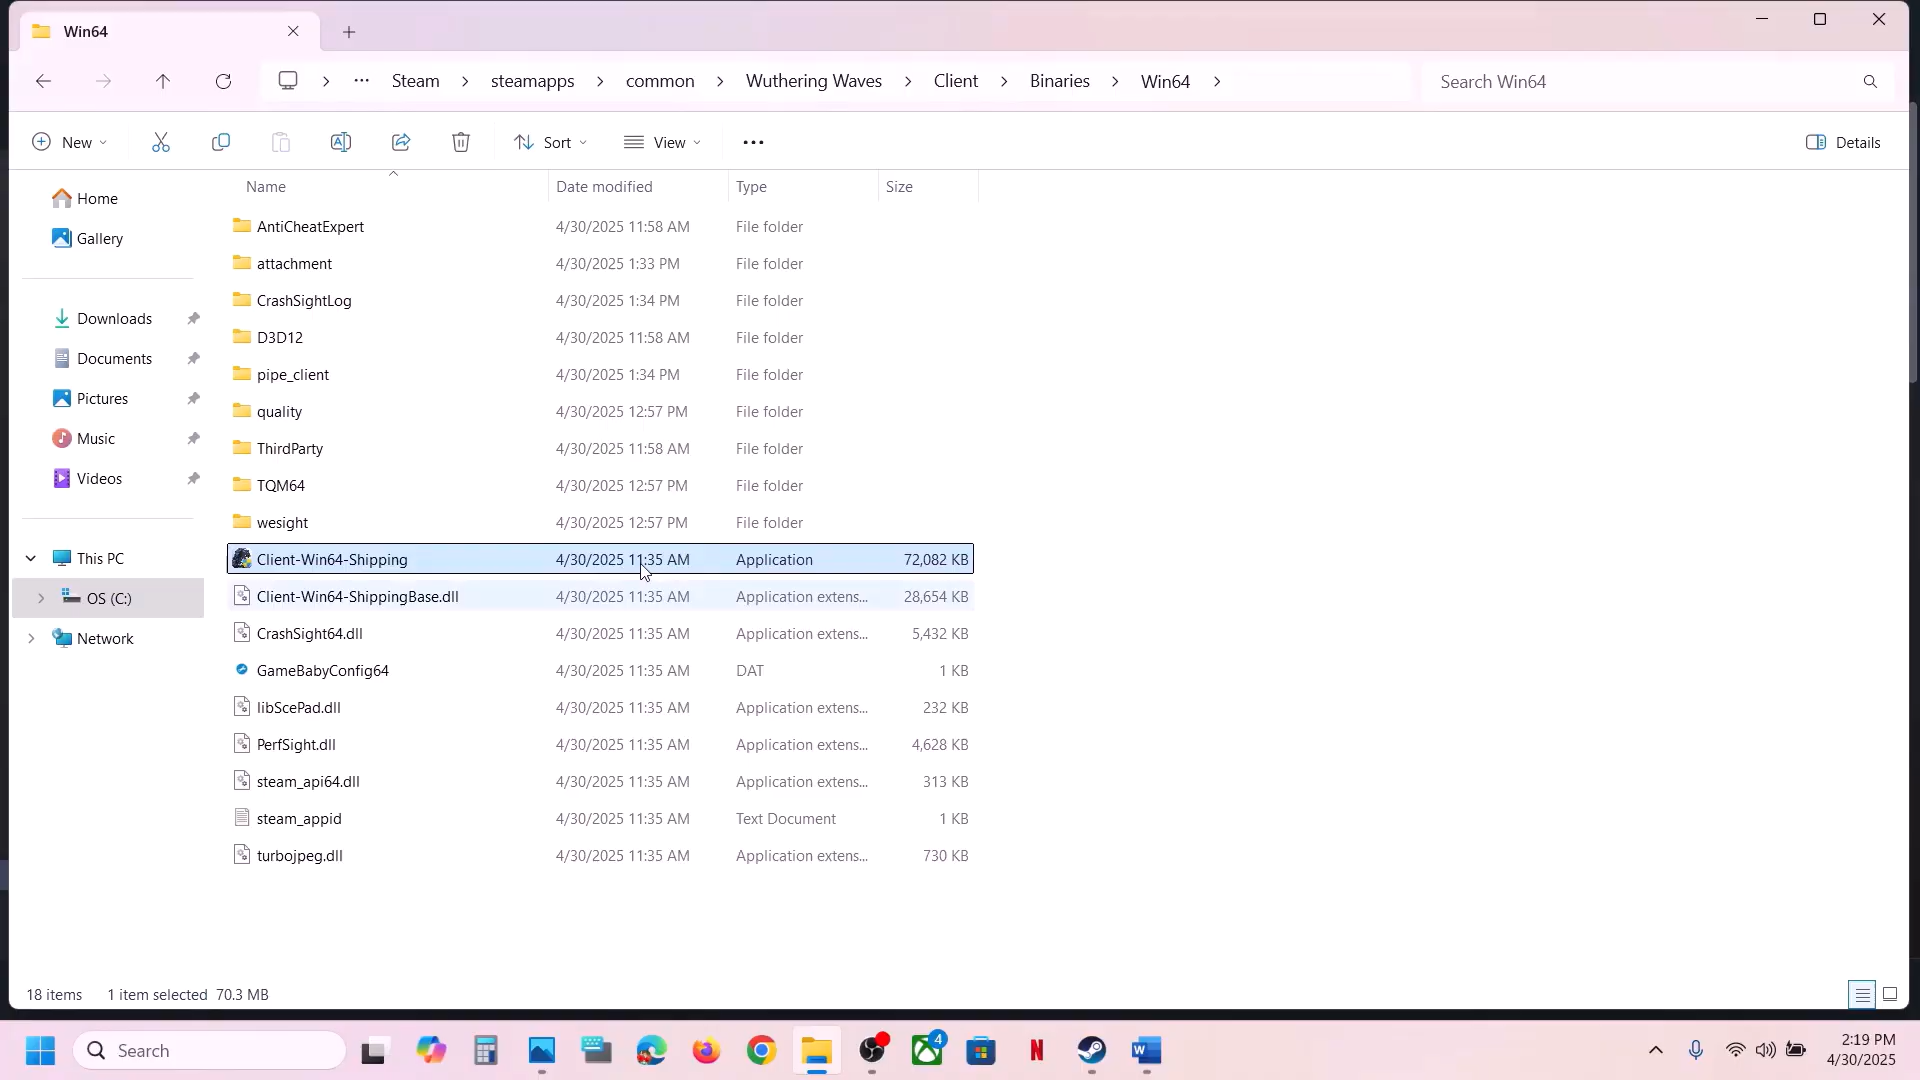 Win64
Steam > steamapps > common > Wuthering Waves > Client > Binaries > Win64 >
Search Win64
New
Sort
View
Details
Name Date modified Type Size
Home
Gallery
Downloads
Documents
Pictures
Music
Videos
This PC
OS (C:)
Network
AntiCheatExpert 4/30/2025 11:58 AM File folder
attachment 4/30/2025 1:33 PM File folder
CrashSightLog 4/30/2025 1:34 PM File folder
D3D12 4/30/2025 11:58 AM File folder
pipe_client 4/30/2025 1:34 PM File folder
quality 4/30/2025 12:57 PM File folder
ThirdParty 4/30/2025 11:58 AM File folder
TQM64 4/30/2025 12:57 PM File folder
wesight 4/30/2025 12:57 PM File folder
Client-Win64-Shipping 4/30/2025 11:35 AM Application 72,082 KB
Client-Win64-ShippingBase.dll 4/30/2025 11:35 AM Application extens... 28,654 KB
CrashSight64.dll 4/30/2025 11:35 AM Application extens... 5,432 KB
GameBabyConfig64 4/30/2025 11:35 AM DAT 1 KB
libScePad.dll 4/30/2025 11:35 AM Application extens... 232 KB
PerfSight.dll 4/30/2025 11:35 AM Application extens... 4,628 KB
steam_api64.dll 4/30/2025 11:35 AM Application extens... 313 KB
steam_appid 4/30/2025 11:35 AM Text Document 1 KB
turbojpeg.dll 4/30/2025 11:35 AM Application extens... 730 KB
18 items 1 item selected 70.3 MB
Search
4
2:19 PM
4/30/2025